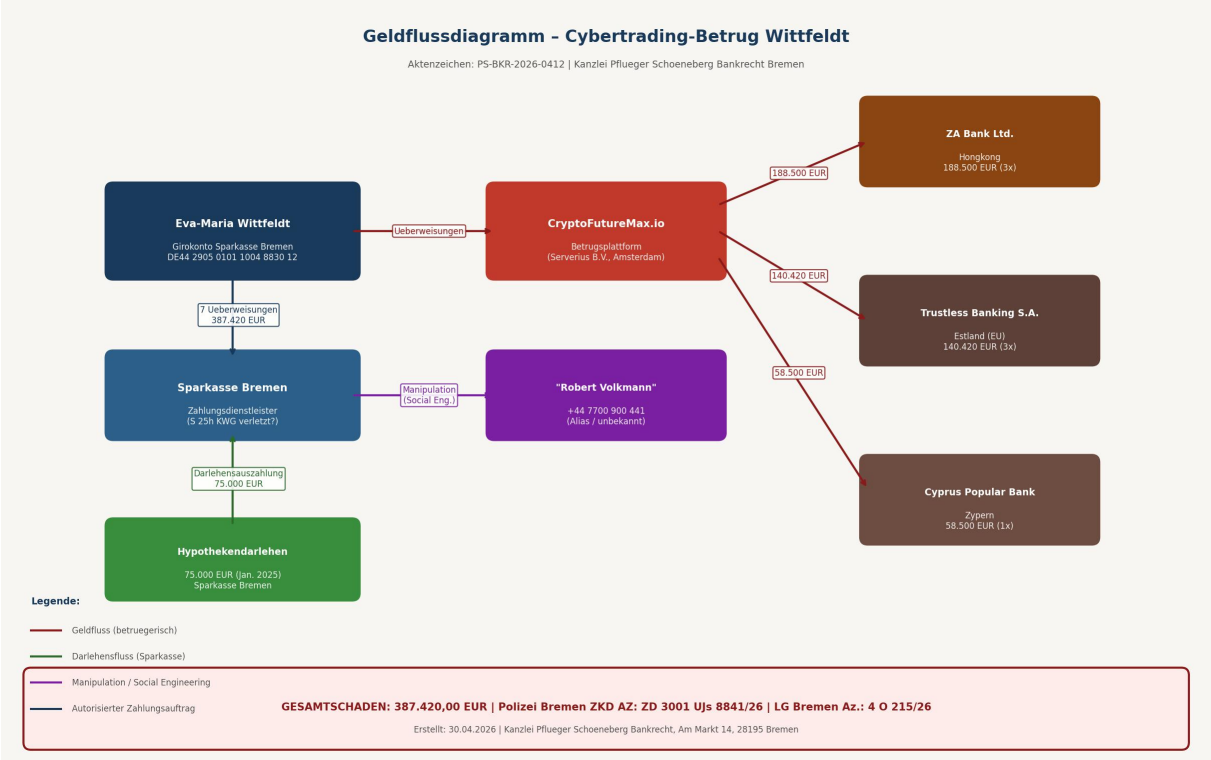 Geldflussdiagramm – Cybertrading-Betrug Wittfeldt
Aktenzeichen: PS-BKR-2026-0412 | Kanzlei Pflueger Schoeneberg Bankrecht Bremen
ZA Bank Ltd.
Hongkong
188.500 EUR (3x)
188.500 EUR
Eva-Maria Wittfeldt
Girokonto Sparkasse Bremen
DE44 2905 0101 1004 8830 12
Ueberweisungen
CryptoFutureMax.io
Betrugsplattform
(Serverius B.V., Amsterdam)
140.420 EUR
7 Ueberweisungen
387.420 EUR
Trustless Banking S.A.
Estland (EU)
140.420 EUR (3x)
58.500 EUR
Sparkasse Bremen
Zahlungsdienstleister
(S 25h KWG verletzt?)
Manipulation
(Social Eng.)
"Robert Volkmann"
+44 7700 900 441
(Alias / unbekannt)
Darlehensauszahlung
75.000 EUR
Cyprus Popular Bank
Zypern
58.500 EUR (1x)
Hypothekendarlehen
75.000 EUR (Jan. 2025)
Sparkasse Bremen
Legende:
Geldfluss (betruegerisch)
Darlehensfluss (Sparkasse)
Manipulation / Social Engineering
Autorisierter Zahlungsauftrag
GESAMTSCHADEN: 387.420,00 EUR | Polizei Bremen ZKD AZ: ZD 3001 UJs 8841/26 | LG Bremen Az.: 4 O 215/26
Erstellt: 30.04.2026 | Kanzlei Pflueger Schoeneberg Bankrecht, Am Markt 14, 28195 Bremen